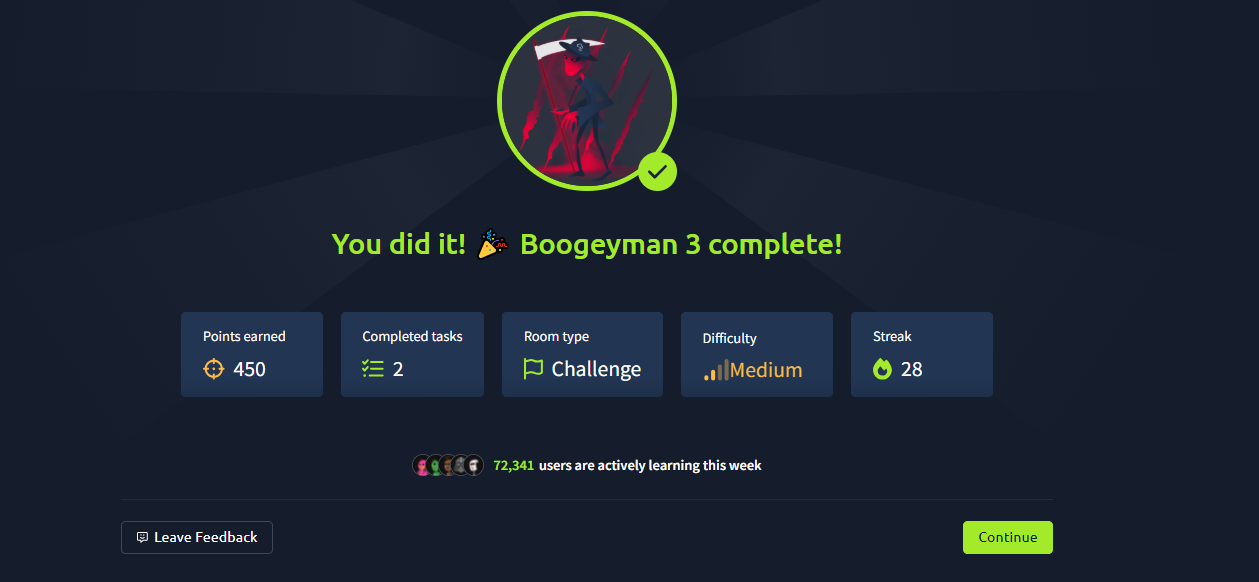 You did it! 🎉 Boogeyman 3 complete!
Points earned
450
Completed tasks
2
Room type
Challenge
Difficulty
Medium
Streak
28
72,341 users are actively learning this week
Leave Feedback
Continue